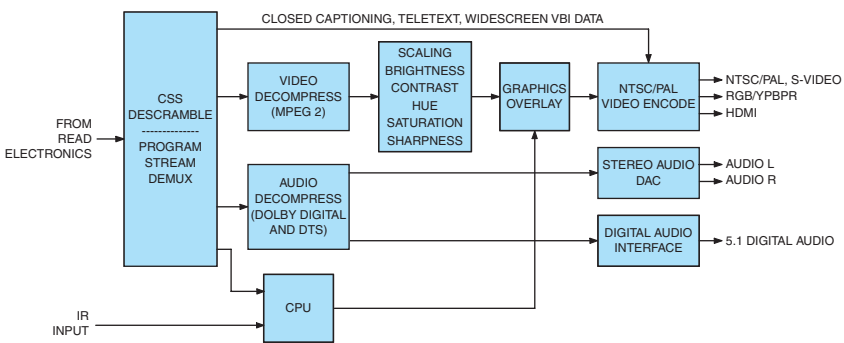 CLOSED CAPTIONING, TELETEXT, WIDESCREEN VBI DATA
FROM
READ
ELECTRONICS
CSS
DESCRAMBLE
--------------
PROGRAM
STREAM
DEMUX
VIDEO
DECOMPRESS
(MPEG 2)
SCALING
BRIGHTNESS
CONTRAST
HUE
SATURATION
SHARPNESS
GRAPHICS
OVERLAY
NTSC/PAL
VIDEO ENCODE
NTSC/PAL, S-VIDEO
RGB/YPBPR
HDMI
AUDIO
DECOMPRESS
(DOLBY DIGITAL
AND DTS)
STEREO AUDIO
DAC
AUDIO L
AUDIO R
DIGITAL AUDIO
INTERFACE
5.1 DIGITAL AUDIO
CPU
IR
INPUT